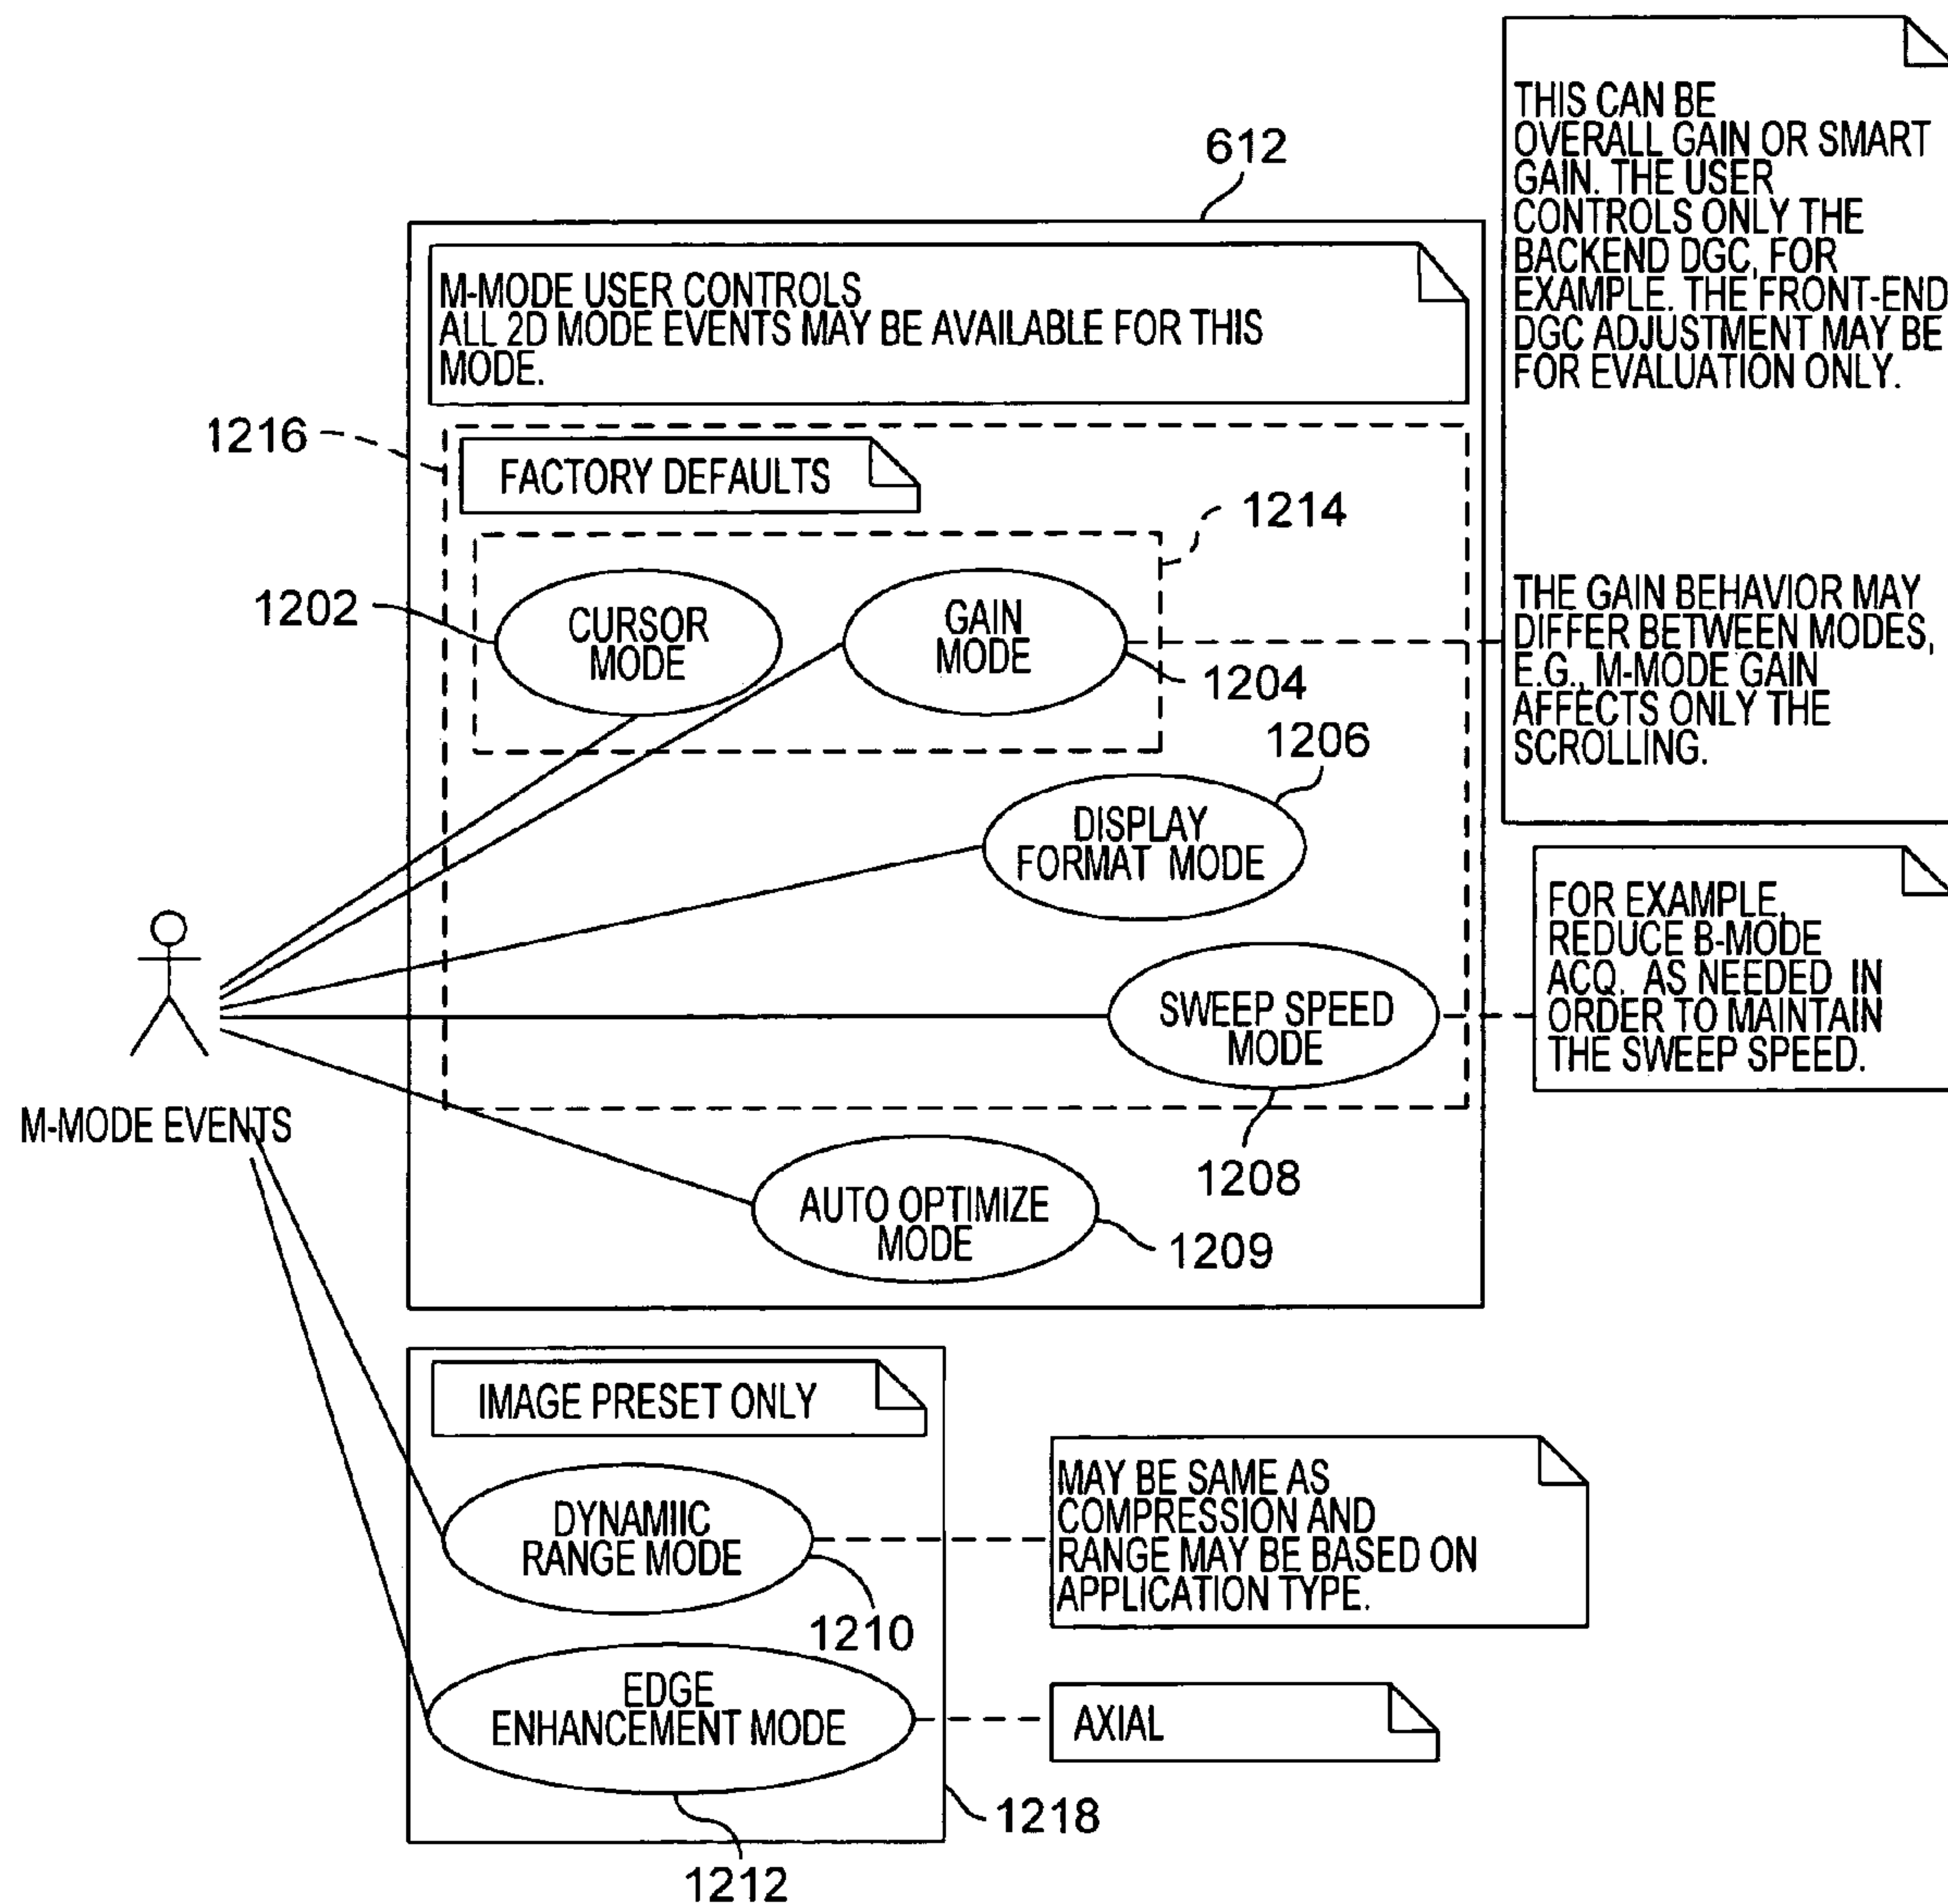 612
M-MODE USER CONTROLS
ALL 2D MODE EVENTS MAY BE AVAILABLE FOR THIS
MODE.
1216
FACTORY DEFAULTS
1214
1202
CURSOR
MODE
GAIN
MODE
1204
1206
DISPLAY
FORMAT MODE
SWEEP SPEED
MODE
1208
AUTO OPTIMIZE
MODE
1209
M-MODE EVENTS
THIS CAN BE
OVERALL GAIN OR SMART
GAIN. THE USER
CONTROLS ONLY THE
BACKEND DGC, FOR
EXAMPLE. THE FRONT-END
DGC ADJUSTMENT MAY BE
FOR EVALUATION ONLY.
THE GAIN BEHAVIOR MAY
DIFFER BETWEEN MODES,
E.G., M-MODE GAIN
AFFECTS ONLY THE
SCROLLING.
FOR EXAMPLE,
REDUCE B-MODE
ACQ. AS NEEDED IN
ORDER TO MAINTAIN
THE SWEEP SPEED.
IMAGE PRESET ONLY
DYNAMIIC
RANGE MODE
1210
MAY BE SAME AS
COMPRESSION AND
RANGE MAY BE BASED ON
APPLICATION TYPE.
EDGE
ENHANCEMENT MODE
AXIAL
1218
1212